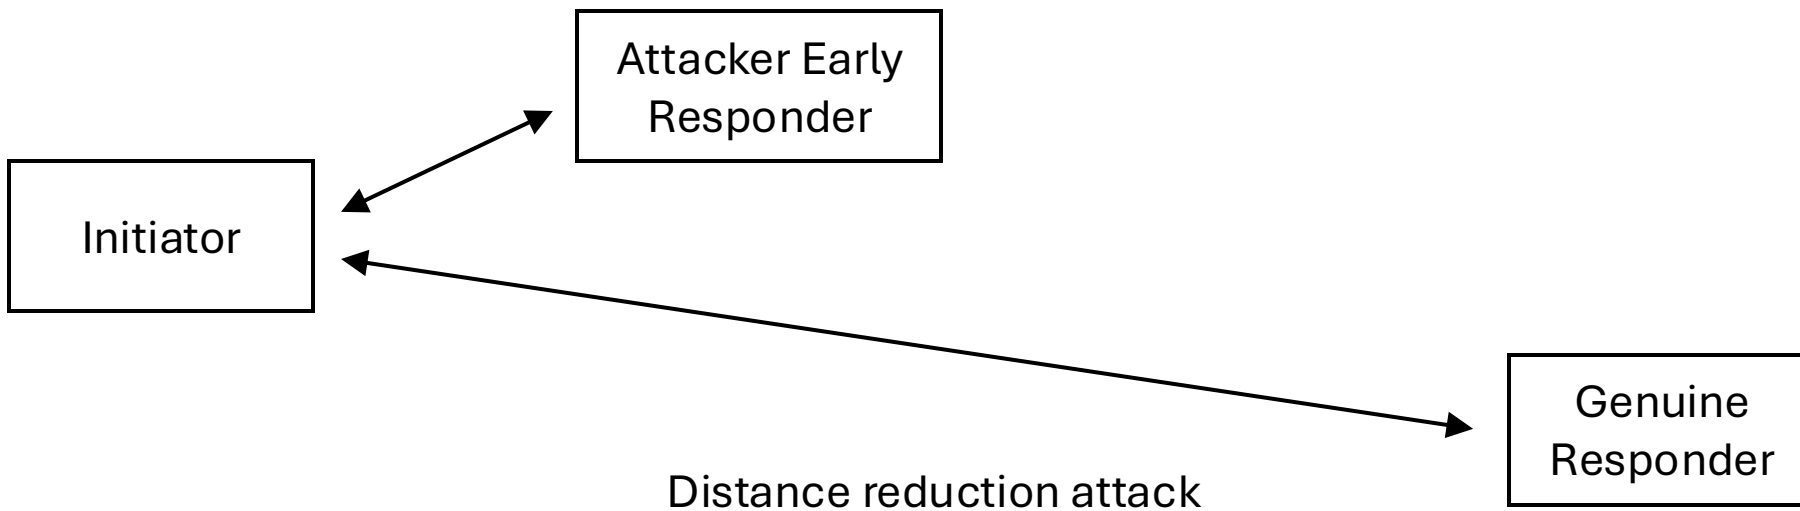 Attacker Early
Responder
Initiator
Genuine
Responder
Distance reduction attack